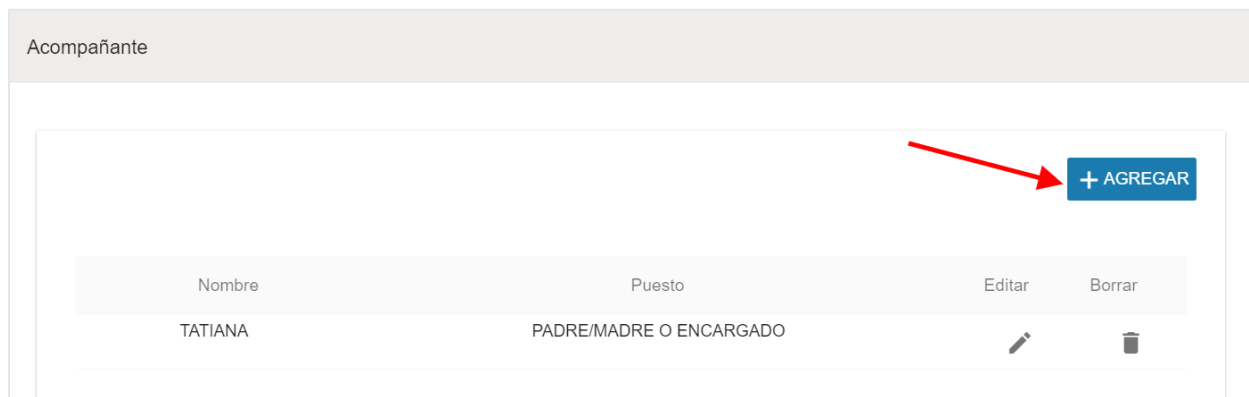 Acompañante
+ AGREGAR
Nombre Puesto Editar Borrar
TATIANA PADRE/MADRE O ENCARGADO